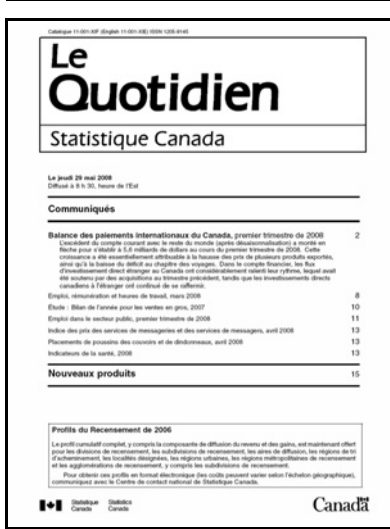 Catalogue 11-001-XIF (English 11-001-XIE) ISSN 1205-9145
Le
Quotidien
Statistique Canada
Le jeudi 29 mai 2008
Diffusé à 8 h 30, heure de l'Est
Communiqués
Balance des paiements internationaux du Canada, premier trimestre de 2008 2
L'excédent du compte courant avec le reste du monde (après désaisonnalisation) a monté en
flèche pour s'établir à 5,6 milliards de dollars au cours du premier trimestre de 2008. Cette
croissance a été essentiellement attribuable à la hausse des prix de plusieurs produits exportés,
ainsi qu'à la baisse du déficit au chapitre des voyages. Dans le compte financier, les flux
d'investissement direct étranger au Canada ont considérablement ralenti leur rythme, lequel avait
été soutenu par des acquisitions au trimestre précédent, tandis que les investissements directs
canadiens à l'étranger ont continué de se raffermir.
Emploi, rémunération et heures de travail, mars 2008 8
Étude : Bilan de l'année pour les ventes en gros, 2007 10
Emploi dans le secteur public, premier trimestre de 2008 11
Indice des prix des services de messageries et des services de messagers, avril 2008 13
Placements de poussins des couvoirs et de dindonneaux, avril 2008 13
Indicateurs de la santé, 2008 13
Nouveaux produits 15
Profils du Recensement de 2006
Le profil cumulatif complet, y compris la composante de diffusion du revenu et des gains, est maintenant offert
pour les divisions de recensement, les subdivisions de recensement, les aires de diffusion, les régions de tri
d'acheminement, les localités désignées, les régions urbaines, les régions métropolitaines de recensement
et les agglomérations de recensement, y compris les subdivisions de recensement.
Pour obtenir ces profils en format électronique (les coûts peuvent varier selon l'échelon géographique),
communiquez avec le Centre de contact national de Statistique Canada.
Statistique Statistics
Canada Canada
Canada